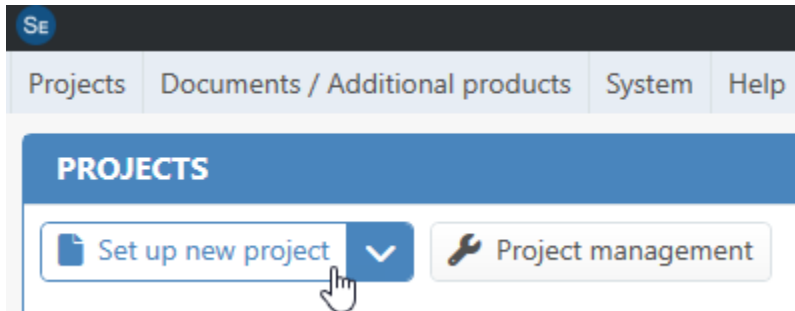 SE
Projects Documents / Additional products System Help
PROJECTS
Set up new project Project management